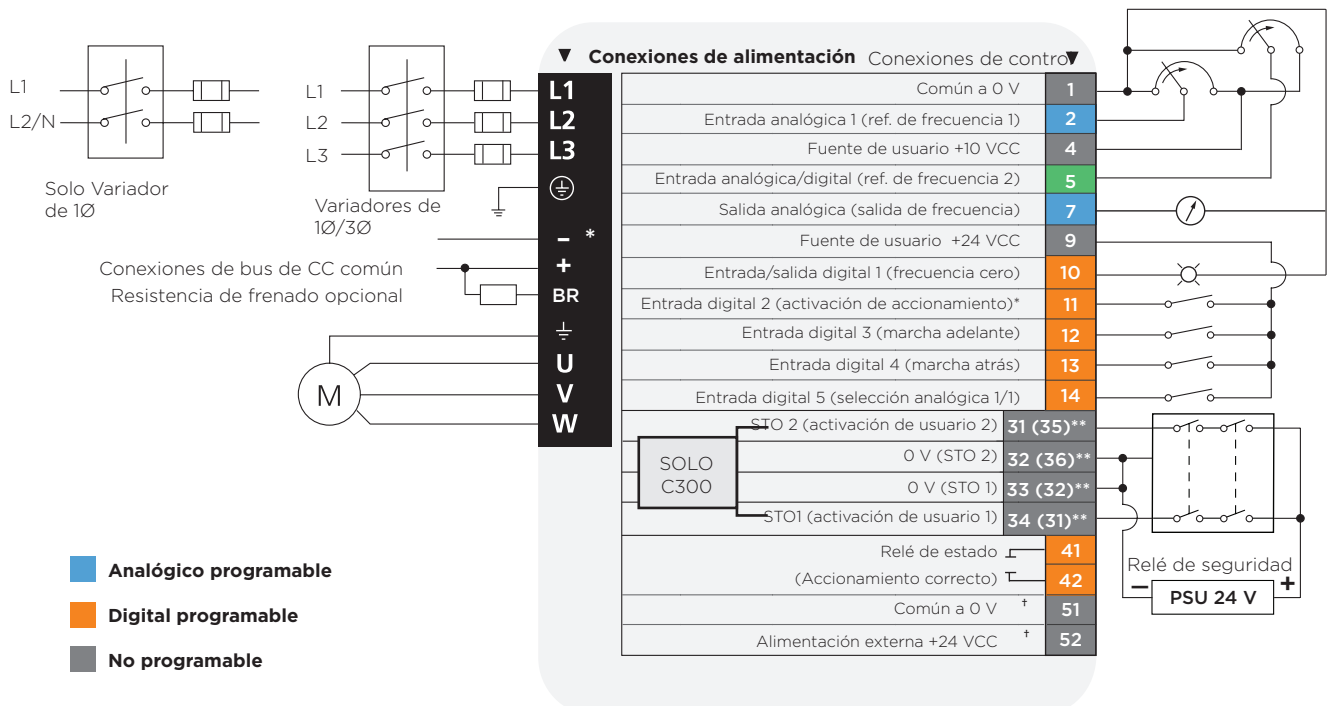 ▼ Conexiones de alimentación Conexiones de contro▼
L1
L2/N
Solo Variador
de 1Ø
L1
L2
L3
Variadores de
1Ø/3Ø
Conexiones de bus de CC común
Resistencia de frenado opcional
M
L1
L2
L3
– *
+
BR
U
V
W
Común a 0 V 1
Entrada analógica 1 (ref. de frecuencia 1) 2
Fuente de usuario +10 VCC 4
Entrada analógica/digital (ref. de frecuencia 2) 5
Salida analógica (salida de frecuencia) 7
Fuente de usuario +24 VCC 9
Entrada/salida digital 1 (frecuencia cero) 10
Entrada digital 2 (activación de accionamiento)* 11
Entrada digital 3 (marcha adelante) 12
Entrada digital 4 (marcha atrás) 13
Entrada digital 5 (selección analógica 1/1) 14
STO 2 (activación de usuario 2) 31 (35)**
0 V (STO 2) 32 (36)**
0 V (STO 1) 33 (32)**
STO1 (activación de usuario 1) 34 (31)**
SOLO
C300
Relé de estado 41
(Accionamiento correcto) 42
Común a 0 V † 51
Alimentación externa +24 VCC † 52
Relé de seguridad
– PSU 24 V +
Analógico programable
Digital programable
No programable